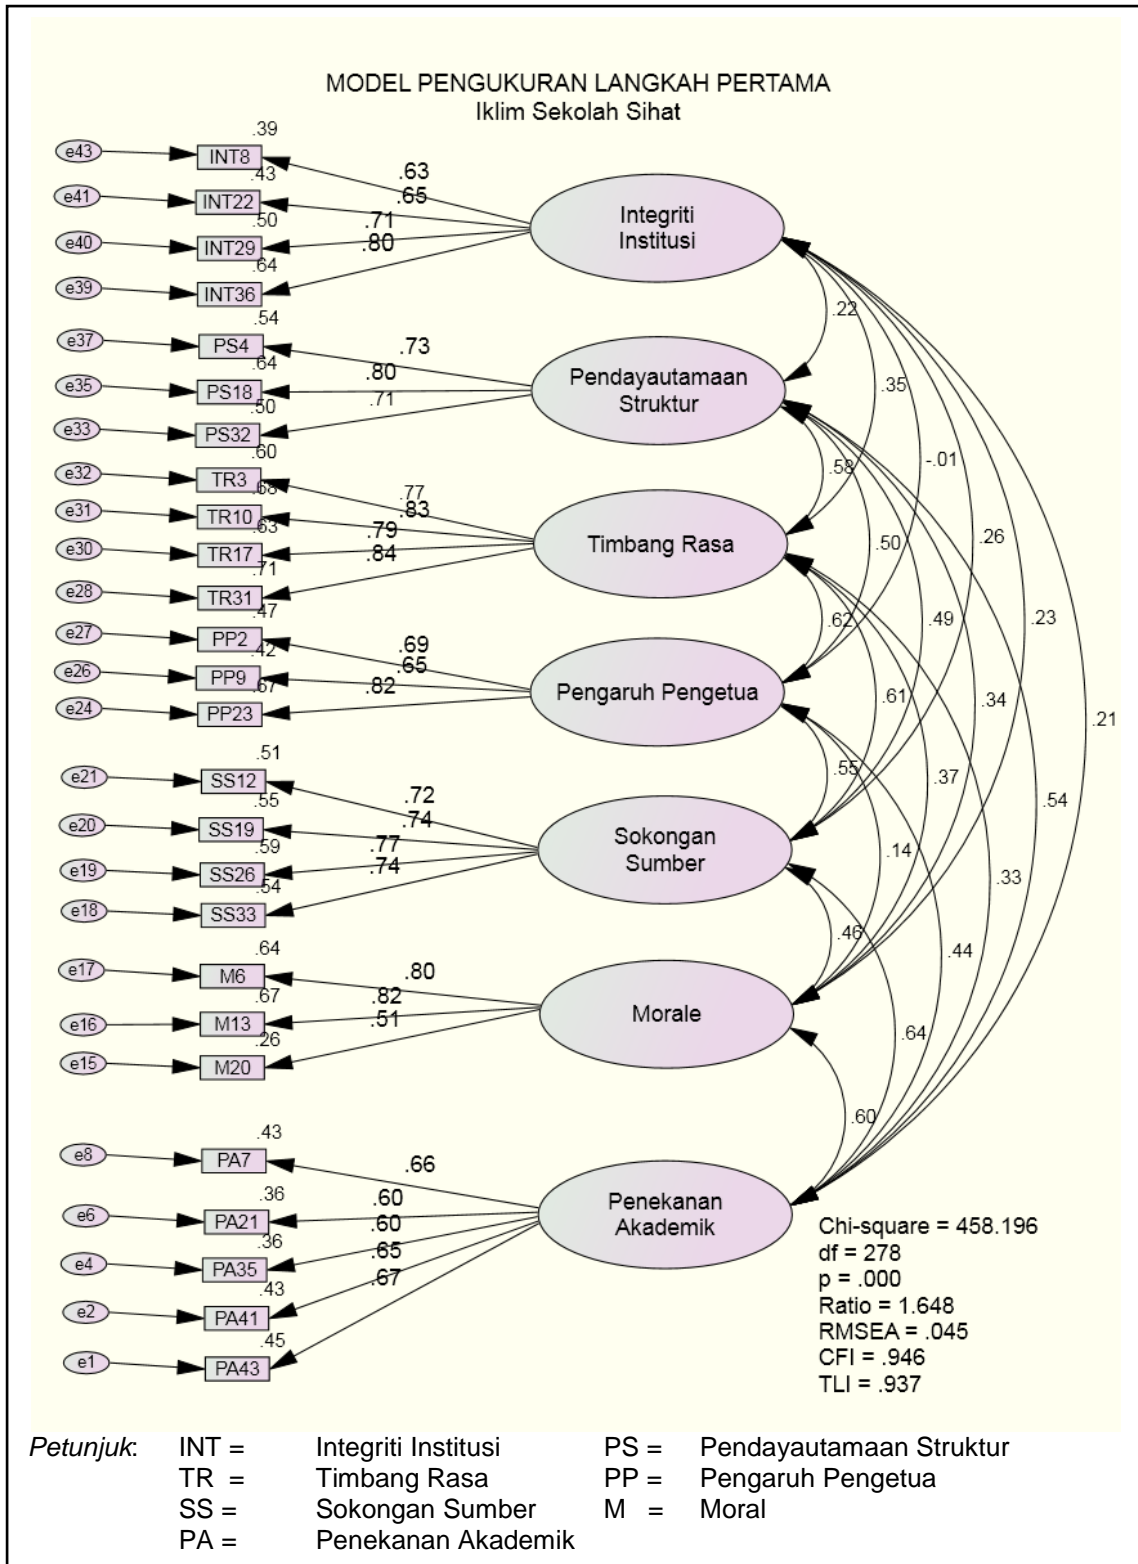 MODEL PENGUKURAN LANGKAH PERTAMA
Iklim Sekolah Sihat
.39
e43
INT8
.63
.43
e41
INT22
.65
.50
e40
INT29
.71
.64
e39
INT36
.80
Integriti
Institusi
.54
e37
PS4
.73
.64
e35
PS18
.80
.50
e33
PS32
.71
Pendayautamaan
Struktur
.60
e32
TR3
.77
.68
e31
TR10
.83
.63
e30
TR17
.79
.71
e28
TR31
.84
Timbang Rasa
.47
e27
PP2
.69
.42
e26
PP9
.65
.67
e24
PP23
.82
Pengaruh Pengetua
.51
e21
SS12
.72
.55
e20
SS19
.74
.59
e19
SS26
.77
.54
e18
SS33
.74
Sokongan
Sumber
.64
e17
M6
.80
.67
e16
M13
.82
.26
e15
M20
.51
Morale
.43
e8
PA7
.66
.36
e6
PA21
.60
.36
e4
PA35
.60
.43
e2
PA41
.65
.45
e1
PA43
.67
Penekanan
Akademik
.22
.35
-.01
.58
.50
.26
.62
.49
.23
.61
.34
.21
.55
.37
.54
.14
.33
.46
.44
.64
.60
Chi-square = 458.196
df = 278
p = .000
Ratio = 1.648
RMSEA = .045
CFI = .946
TLI = .937
Petunjuk: INT = Integriti Institusi PS = Pendayautamaan Struktur
TR = Timbang Rasa PP = Pengaruh Pengetua
SS = Sokongan Sumber M = Moral
PA = Penekanan Akademik